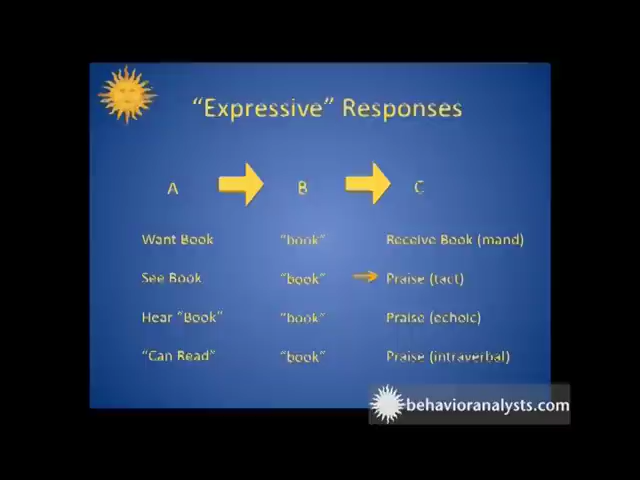 “Expressive” Responses
A B C
Want Book “book” Receive Book (mand)
See Book “book” Praise (tact)
Hear “Book” “book” Praise (echoic)
“Can Read” “book” Praise (intraverbal)
behavioranalysts.com